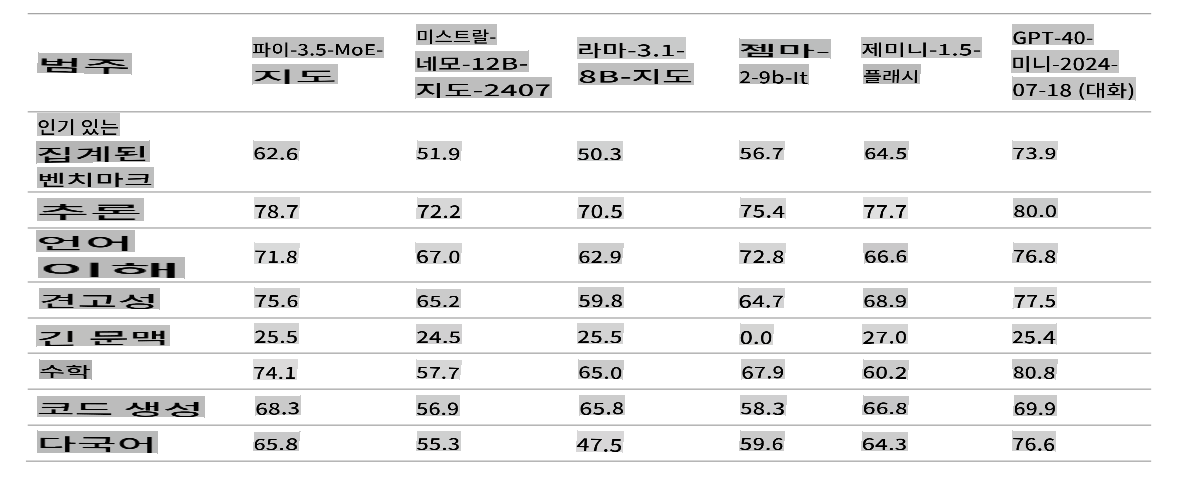 범주 파이-3.5-MoE-지도 미스트랄-네모-12B-지도-2407 라마-3.1-8B-지도 젬마-2-9b-It 제미니-1.5-플래시 GPT-40-미니-2024-07-18 (대화)
인기 있는 집계된 벤치마크 62.6 51.9 50.3 56.7 64.5 73.9
추론 78.7 72.2 70.5 75.4 77.7 80.0
언어 이해 71.8 67.0 62.9 72.8 66.6 76.8
견고성 75.6 65.2 59.8 64.7 68.9 77.5
긴 문맥 25.5 24.5 25.5 0.0 27.0 25.4
수학 74.1 57.7 65.0 67.9 60.2 80.8
코드 생성 68.3 56.9 65.8 58.3 66.8 69.9
다국어 65.8 55.3 47.5 59.6 64.3 76.6